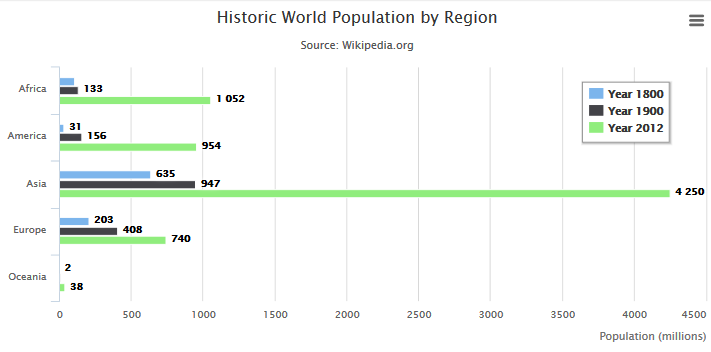 Historic World Population by Region
Source: Wikipedia.org
Africa
133
1 052
America
31
156
954
Asia
635
947
4 250
Europe
203
408
740
Oceania
2
38
Year 1800
Year 1900
Year 2012
0 500 1000 1500 2000 2500 3000 3500 4000 4500
Population (millions)